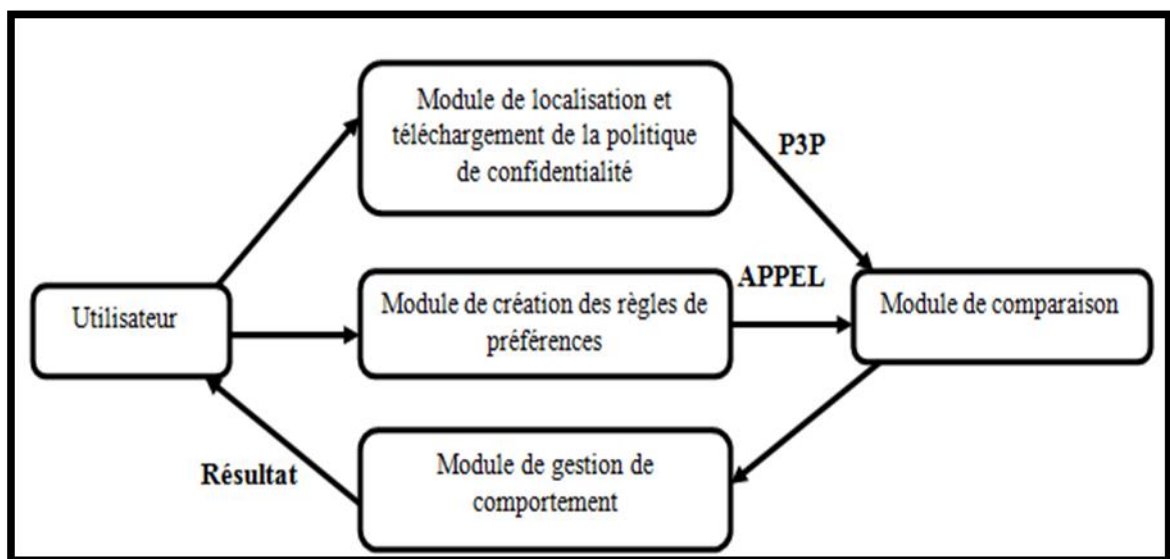 Module de localisation et
téléchargement de la politique
de confidentialité
P3P
APPEL
Utilisateur
Module de création des règles de
préférences
Module de comparaison
Résultat
Module de gestion de
comportement